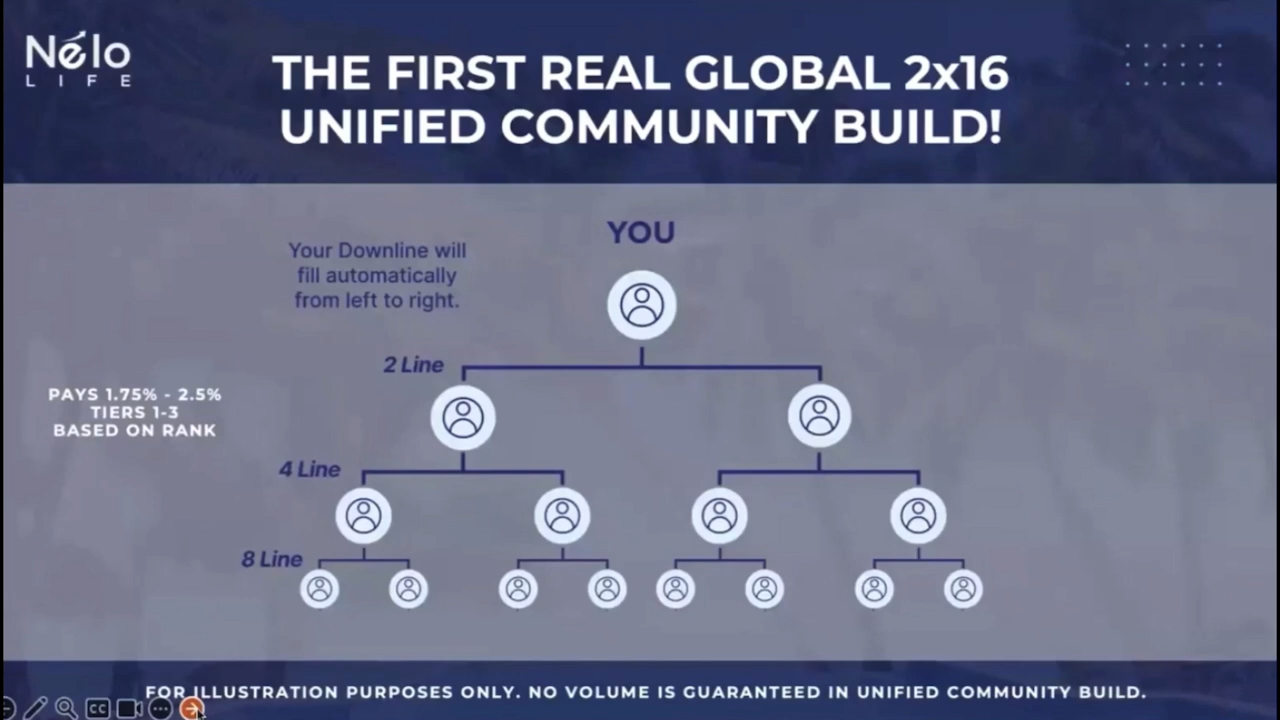 Nélo
LIFE
THE FIRST REAL GLOBAL 2x16
UNIFIED COMMUNITY BUILD!
YOU
Your Downline will
fill automatically
from left to right.
2 Line
PAYS 1.75% - 2.5%
TIERS 1-3
BASED ON RANK
4 Line
8 Line
FOR ILLUSTRATION PURPOSES ONLY. NO VOLUME IS GUARANTEED IN UNIFIED COMMUNITY BUILD.
CC